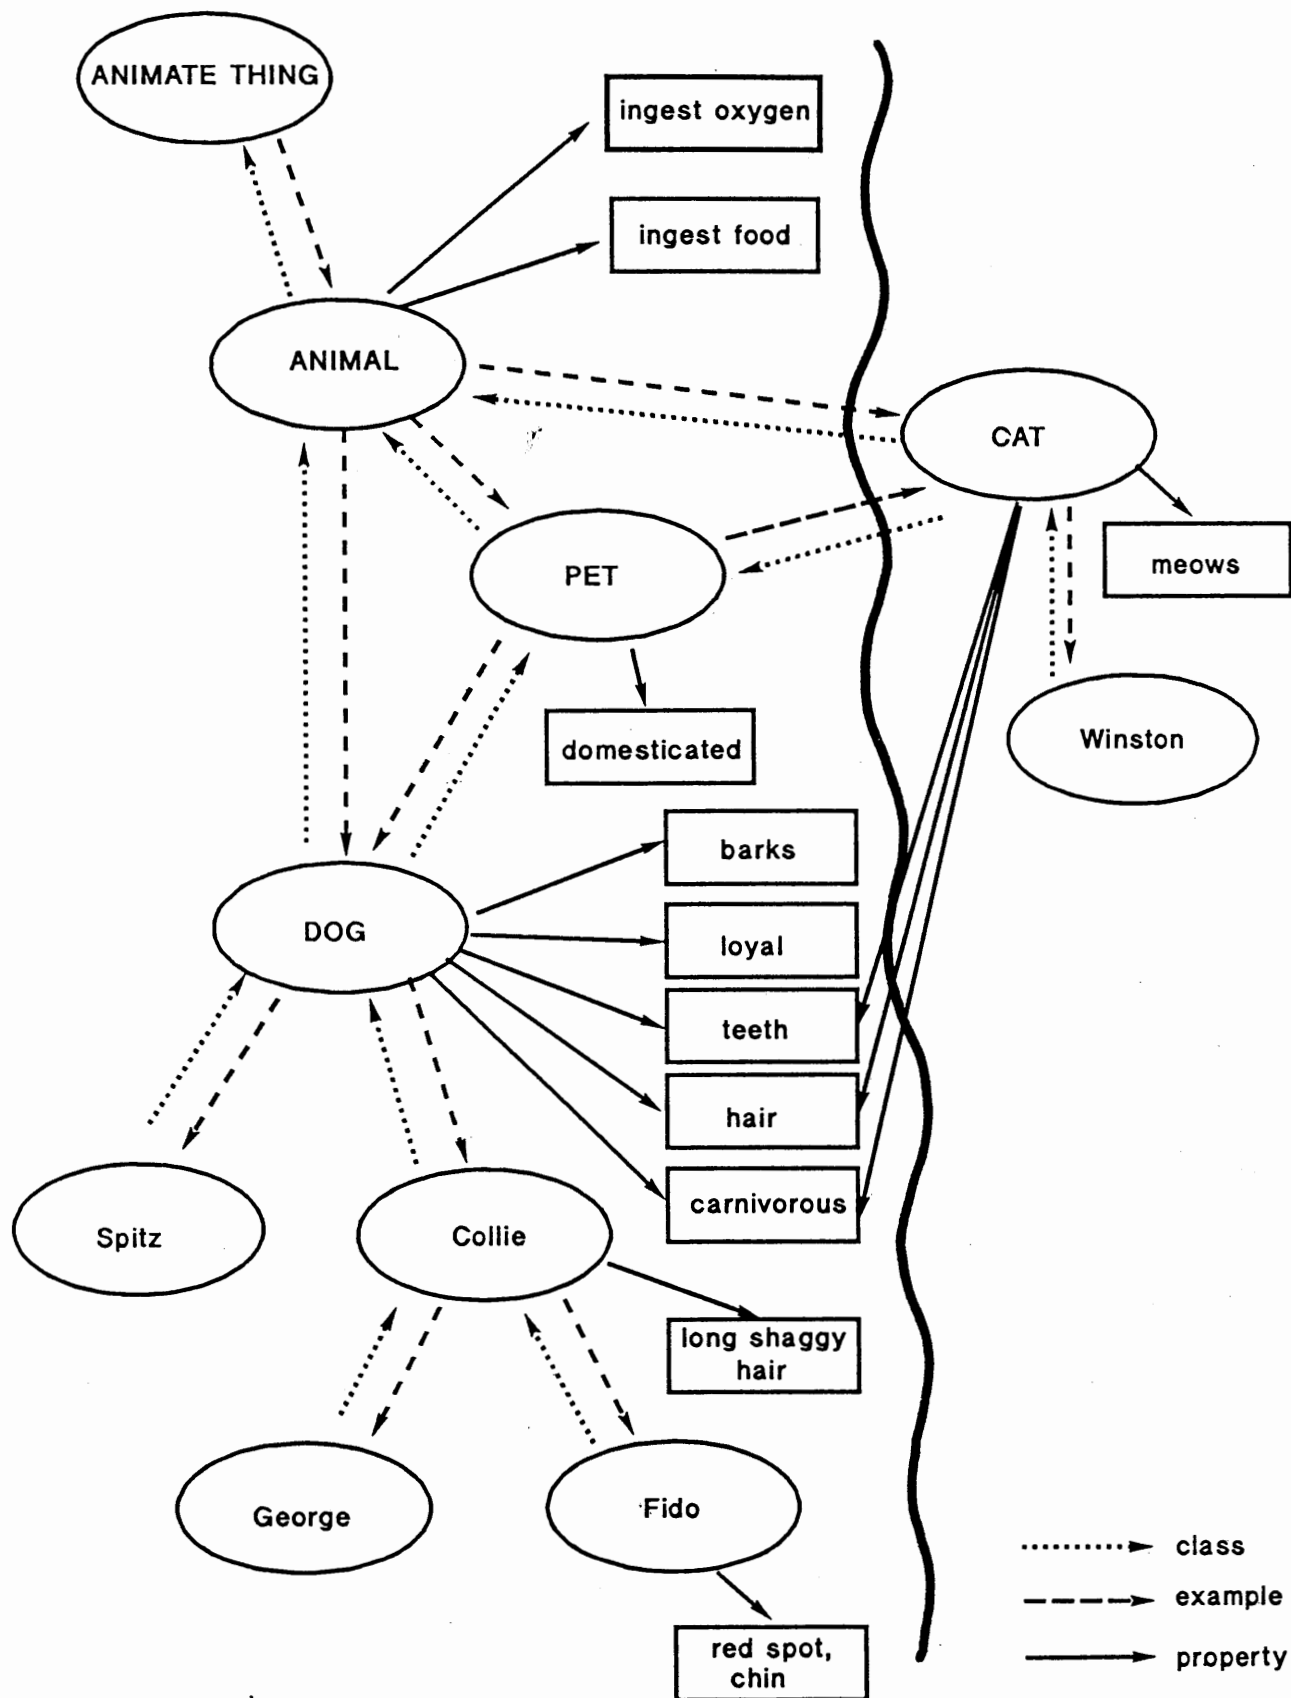 ANIMATE THING
ingest oxygen
ingest food
ANIMAL
CAT
PET
meows
Winston
domesticated
barks
DOG
loyal
teeth
hair
carnivorous
Spitz
Collie
long shaggy
hair
George
Fido
red spot,
chin
class
example
property